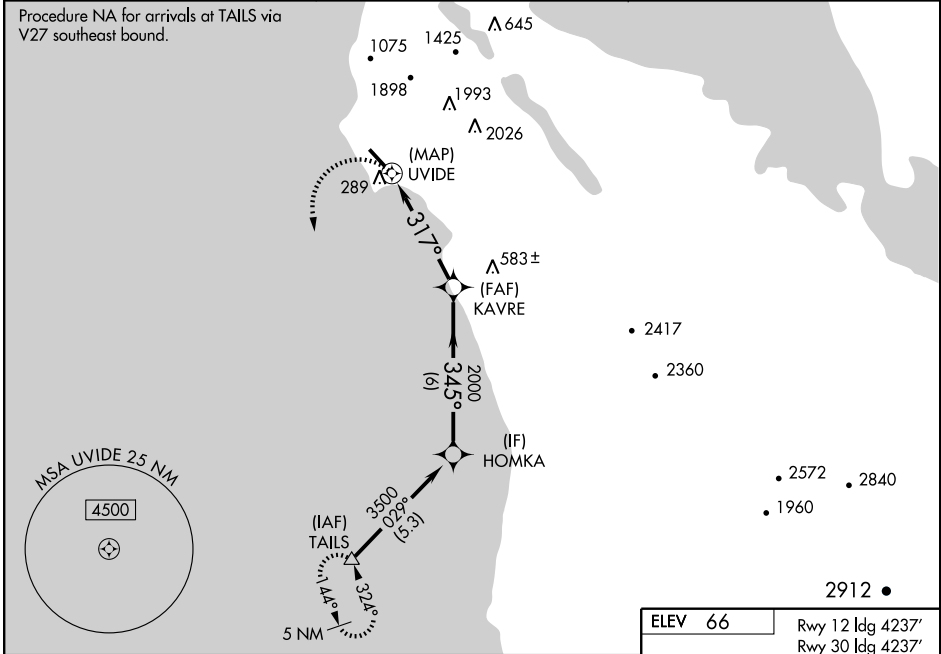 Procedure NA for arrivals at TAILS via
V27 southeast bound.
645
1425
1075
1898
1993
2026
(MAP)
UVIDE
289
317°
583±
(FAF)
KAVRE
2417
2360
2000
345°
(6)
(IF)
HOMKA
MSA UVIDE 25 NM
4500
3500
029°
(5.3)
(IAF)
TAILS
2572
2840
1960
144°
324°
5 NM
2912
ELEV 66
Rwy 12 ldg 4237'
Rwy 30 ldg 4237'